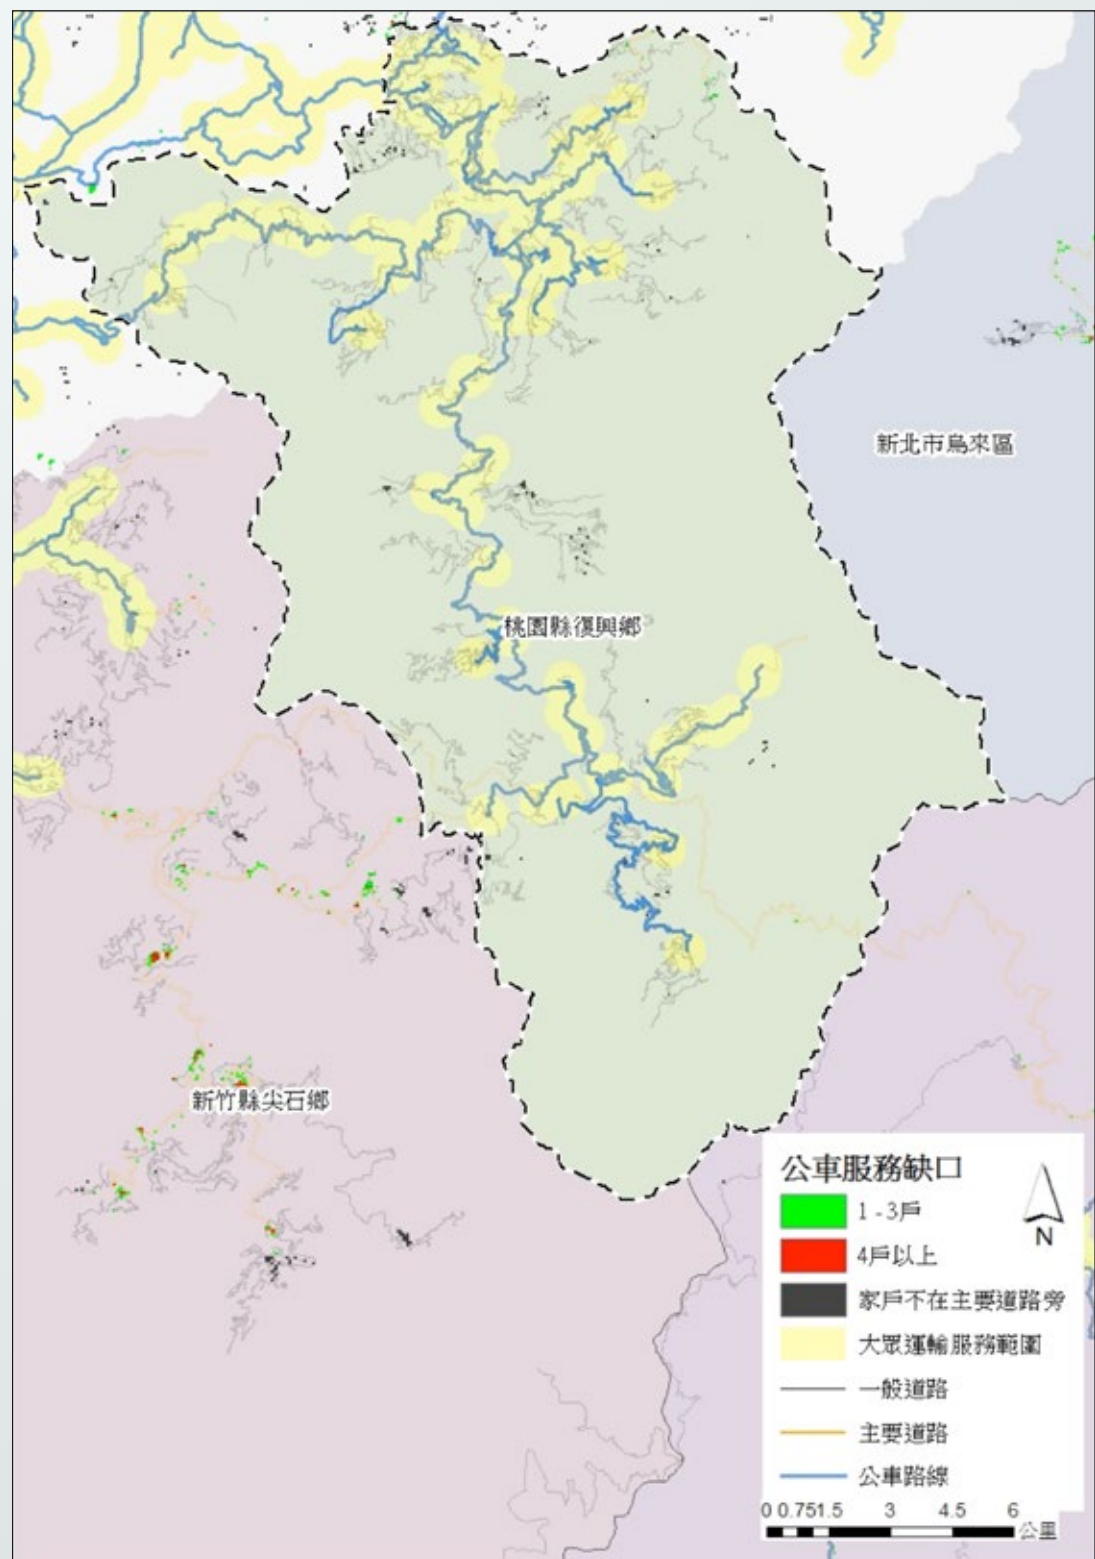 新北市烏來區
桃園縣復興鄉
新竹縣尖石鄉
公車服務缺口
1 - 3戶
4戶以上
家戶不在主要道路旁
大眾運輸服務範圍
一般道路
主要道路
公車路線
N
0 0.751.5 3 4.5 6
公里